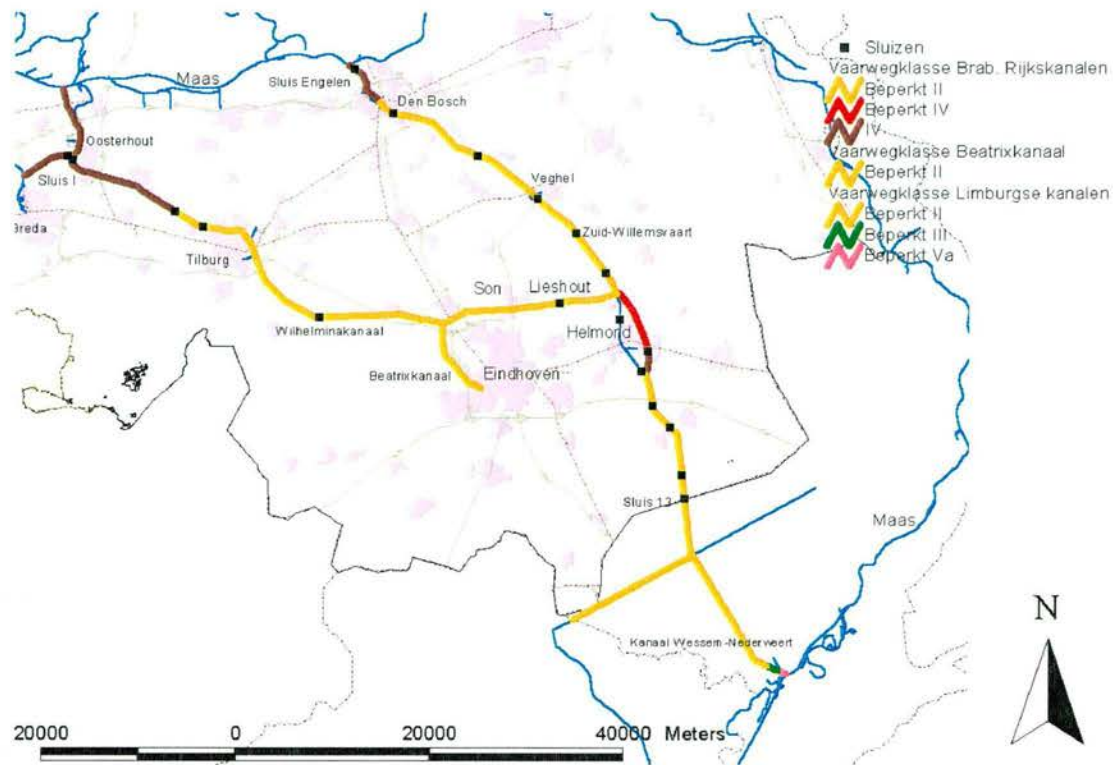 Sluizen
Vaarwegklasse Brab. Rijkskanalen
Beperkt II
Beperkt IV
IV
Vaarwegklasse Beatrixkanaal
Beperkt II
Vaarwegklasse Limburgse kanalen
Beperkt II
Beperkt III
Beperkt Va
Maas
Sluis Engelen
Den Bosch
Oosterhout
Sluis I
Breda
Veghel
Zuid-Willemsvaart
Tilburg
Son
Lieshout
Wilhelminakanaal
Helmond
Beatrixkanaal
Eindhoven
Sluis 13
Maas
Kanaal Wessem-Nederweert
N
20000 0 20000 40000 Meters